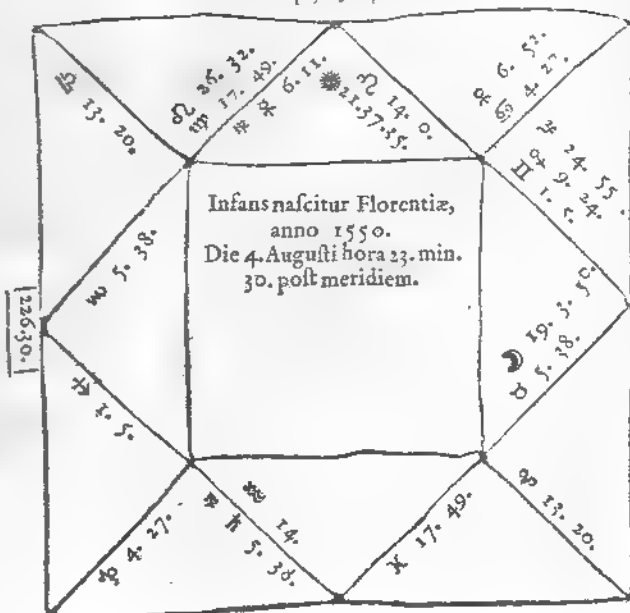 ♎ 13. 20.
♌ 26. 32.
♍ 17. 49.
6. 11.
☉ 21.37.35.
♌ 14. 0.
6. 52.
♋ 4. 27.
24. 55.
9. 24.
♊ 1. 5.
Infans naſcitur Florentiæ,
anno 1550.
Die 4. Auguſti hora 23. min.
30. poſt meridiem.
♏ 5. 38.
226.30.
☽ 19. 3. 50.
♉ 5. 38.
♐ 1. 5.
♑ 4. 27.
♒ 14.
♄ 5. 38.
♓ 17. 49.
13. 20.